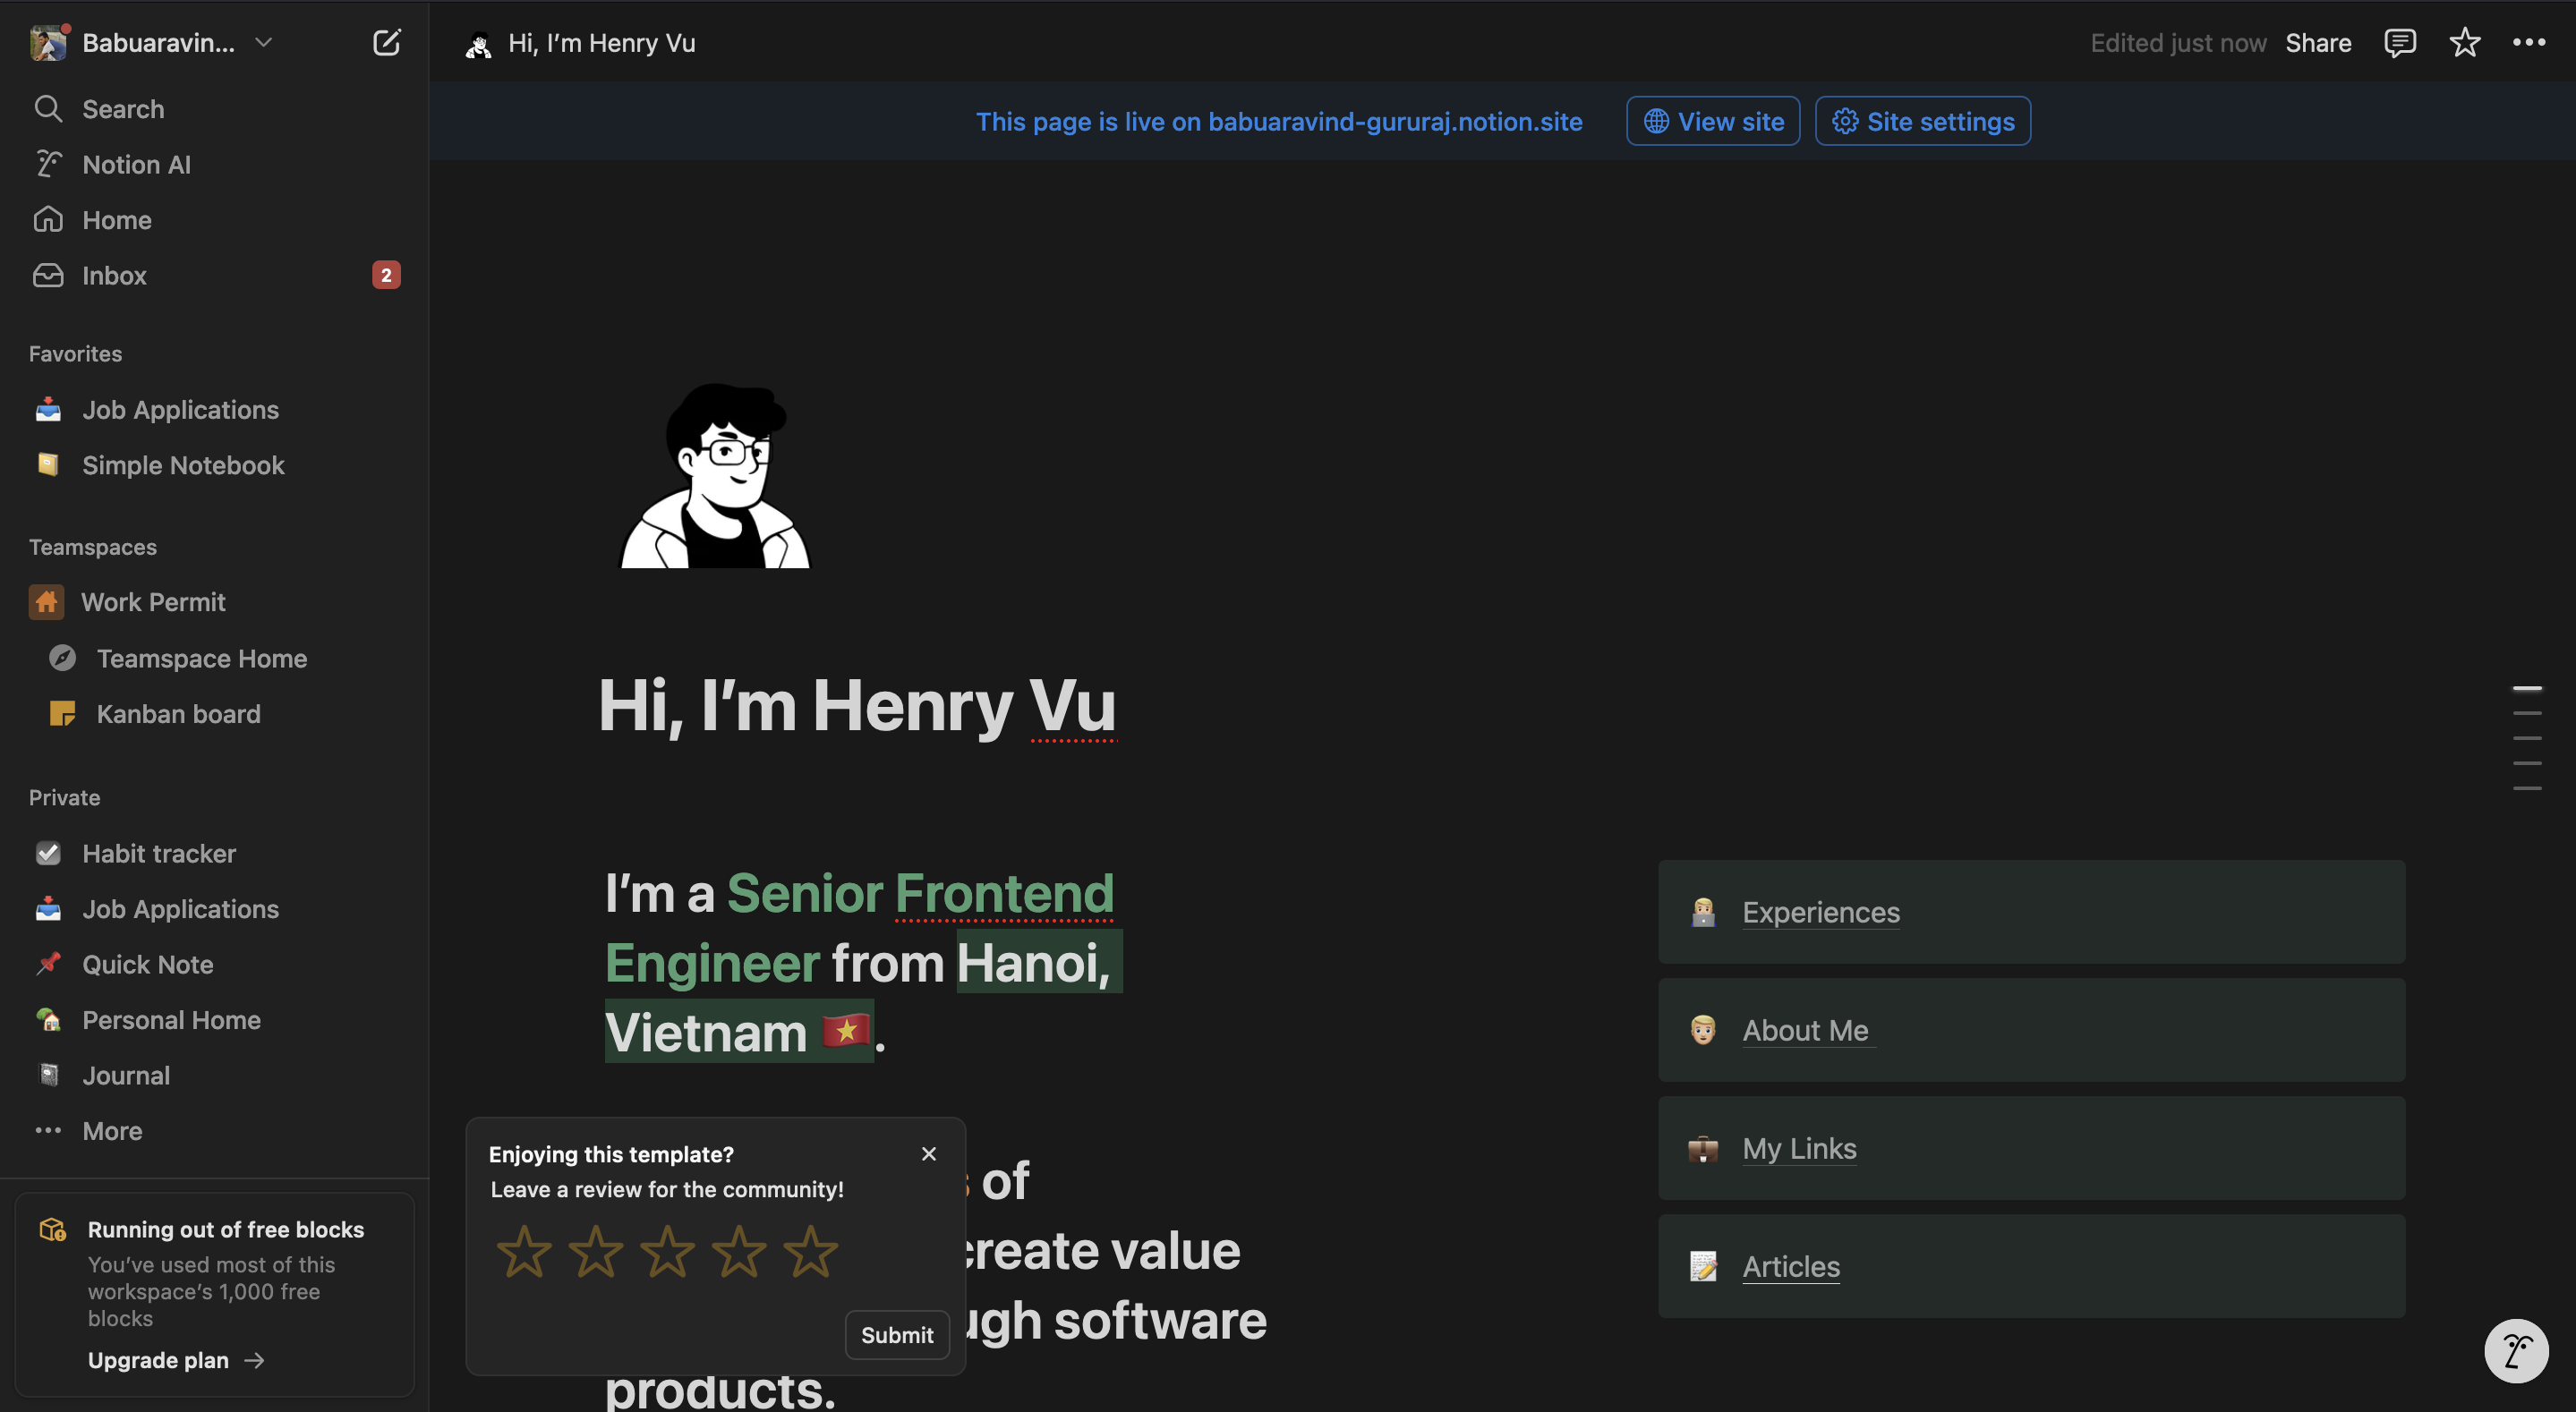 Babuaravin...
Search
Notion AI
Home
Inbox
2
Favorites
Job Applications
Simple Notebook
Teamspaces
Work Permit
Teamspace Home
Kanban board
Private
Habit tracker
Job Applications
Quick Note
Personal Home
Journal
More
Running out of free blocks
You’ve used most of this
workspace’s 1,000 free
blocks
Upgrade plan →
Hi, I’m Henry Vu
Edited just now
Share
This page is live on babuaravind-gururaj.notion.site
View site
Site settings
Hi, I’m Henry Vu
I’m a Senior Frontend
Engineer from Hanoi,
Vietnam 🇻🇳.
of
create value
software
products.
Enjoying this template?
Leave a review for the community!
Submit
Experiences
About Me
My Links
Articles